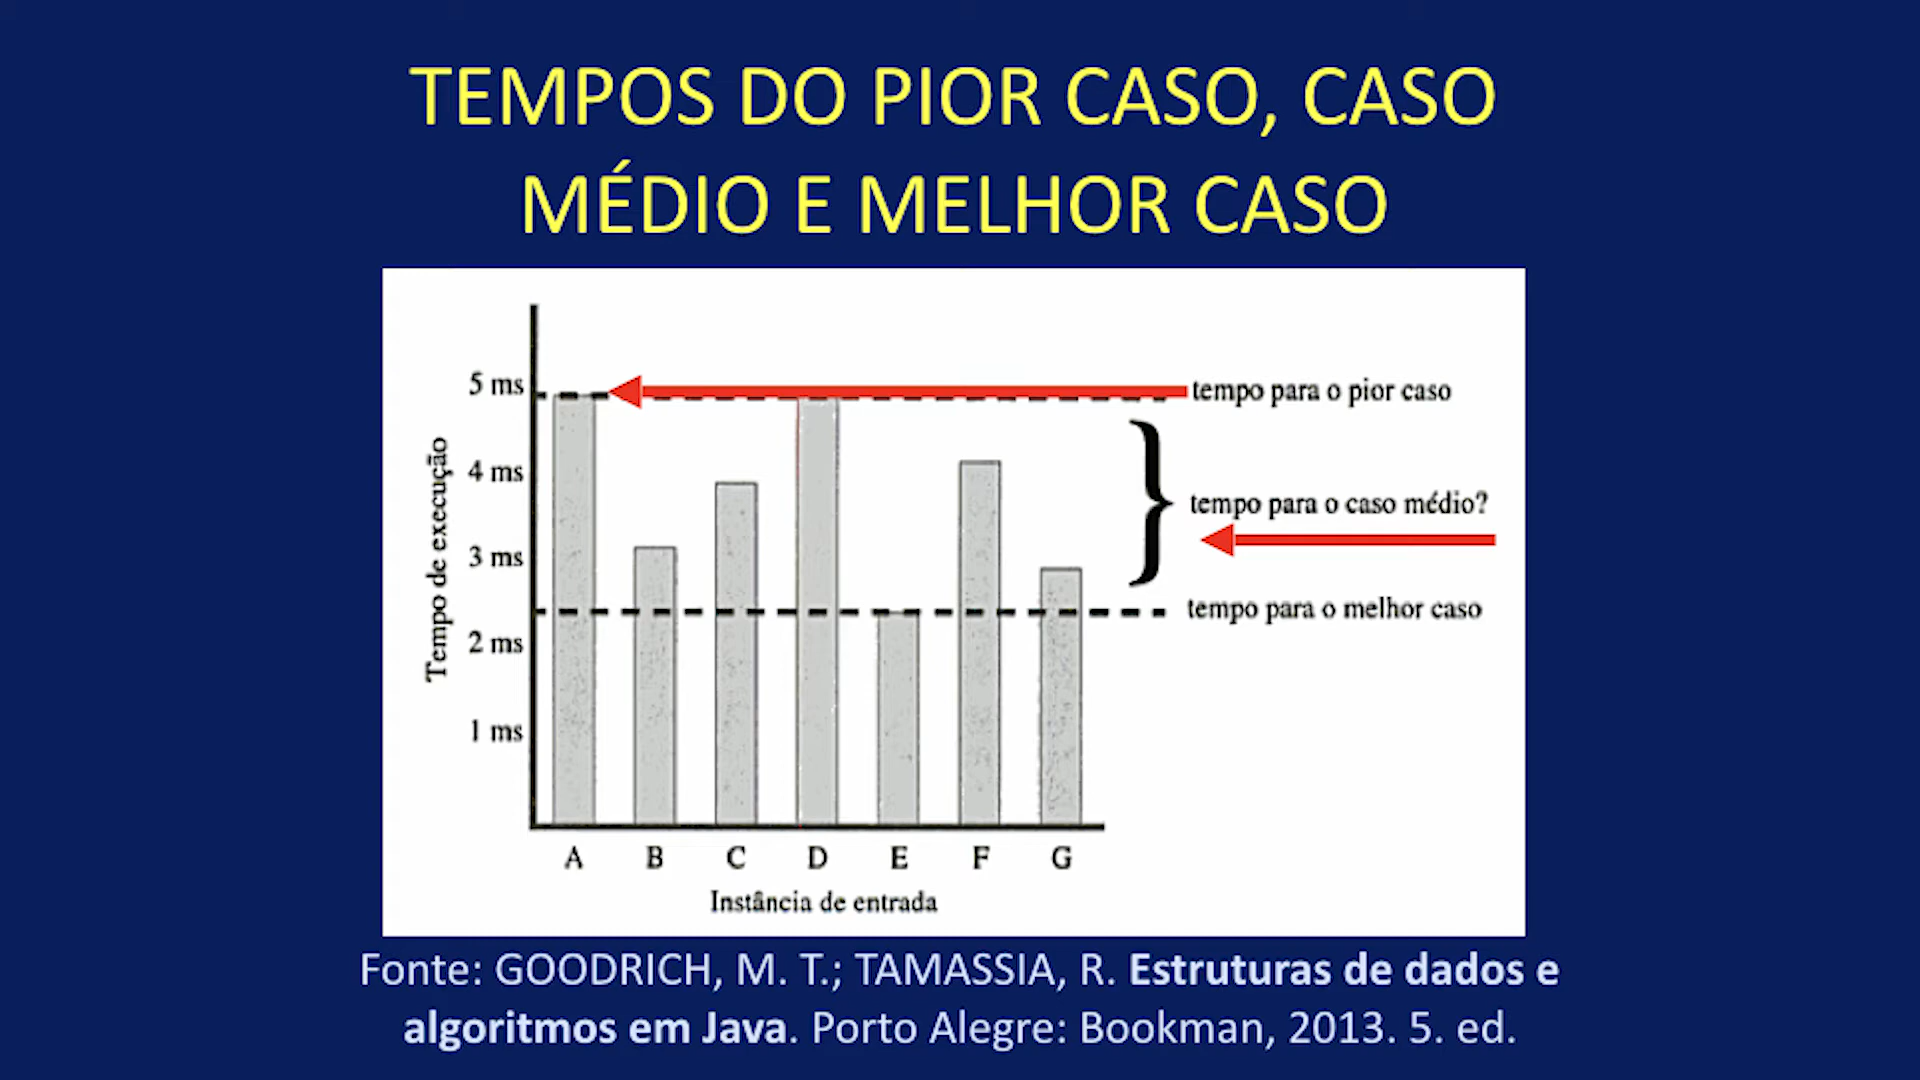 TEMPOS DO PIOR CASO, CASO
MÉDIO E MELHOR CASO
5 ms
tempo para o pior caso
4 ms
tempo para o caso médio?
3 ms
tempo para o melhor caso
2 ms
1 ms
Tempo de execução
A B C D E F G
Instância de entrada
Fonte: GOODRICH, M. T.; TAMASSIA, R. Estruturas de dados e
algoritmos em Java. Porto Alegre: Bookman, 2013. 5. ed.